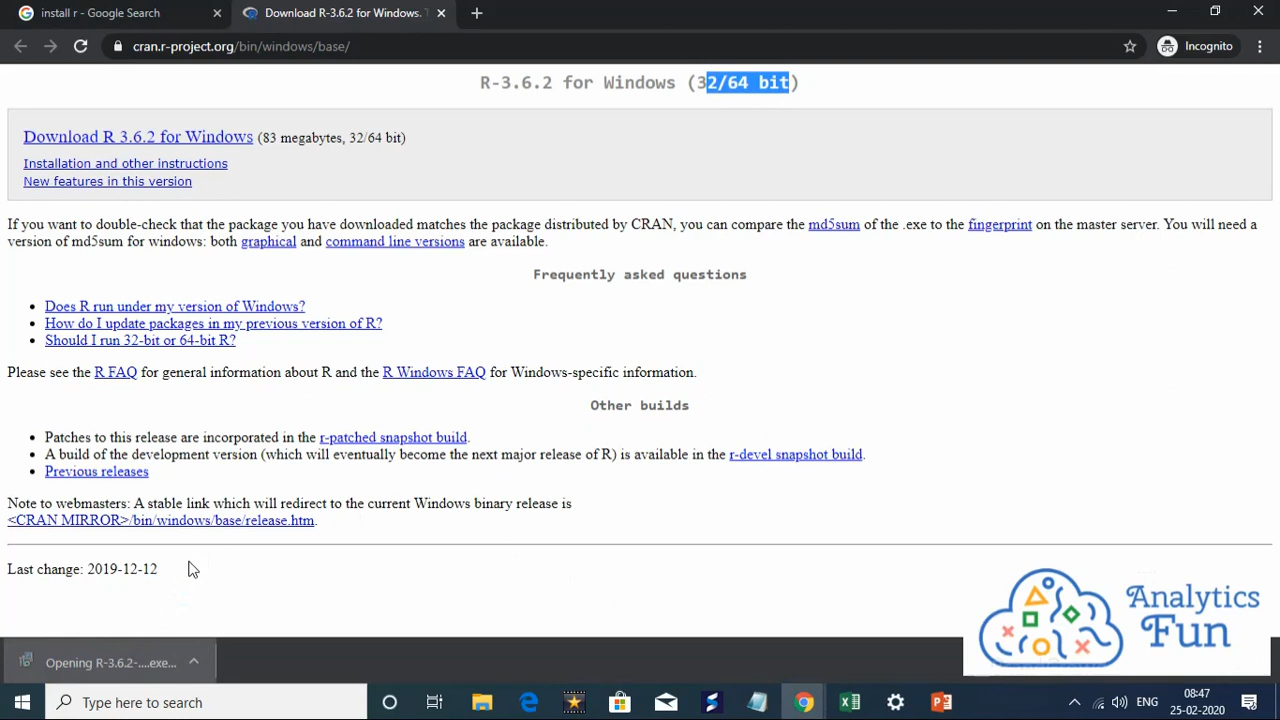 install r - Google Search
Download R-3.6.2 for Windows. T
cran.r-project.org/bin/windows/base/
Incognito
R-3.6.2 for Windows (32/64 bit)
Download R 3.6.2 for Windows (83 megabytes, 32/64 bit)
Installation and other instructions
New features in this version
If you want to double-check that the package you have downloaded matches the package distributed by CRAN, you can compare the md5sum of the .exe to the fingerprint on the master server. You will need a
version of md5sum for windows: both graphical and command line versions are available.
Frequently asked questions
• Does R run under my version of Windows?
• How do I update packages in my previous version of R?
• Should I run 32-bit or 64-bit R?
Please see the R FAQ for general information about R and the R Windows FAQ for Windows-specific information.
Other builds
• Patches to this release are incorporated in the r-patched snapshot build.
• A build of the development version (which will eventually become the next major release of R) is available in the r-devel snapshot build.
• Previous releases
Note to webmasters: A stable link which will redirect to the current Windows binary release is
<CRAN MIRROR>/bin/windows/base/release.htm.
Last change: 2019-12-12
Analytics
Fun
Opening R-3.6.2-....exe...
Type here to search
ENG
08:47
25-02-2020